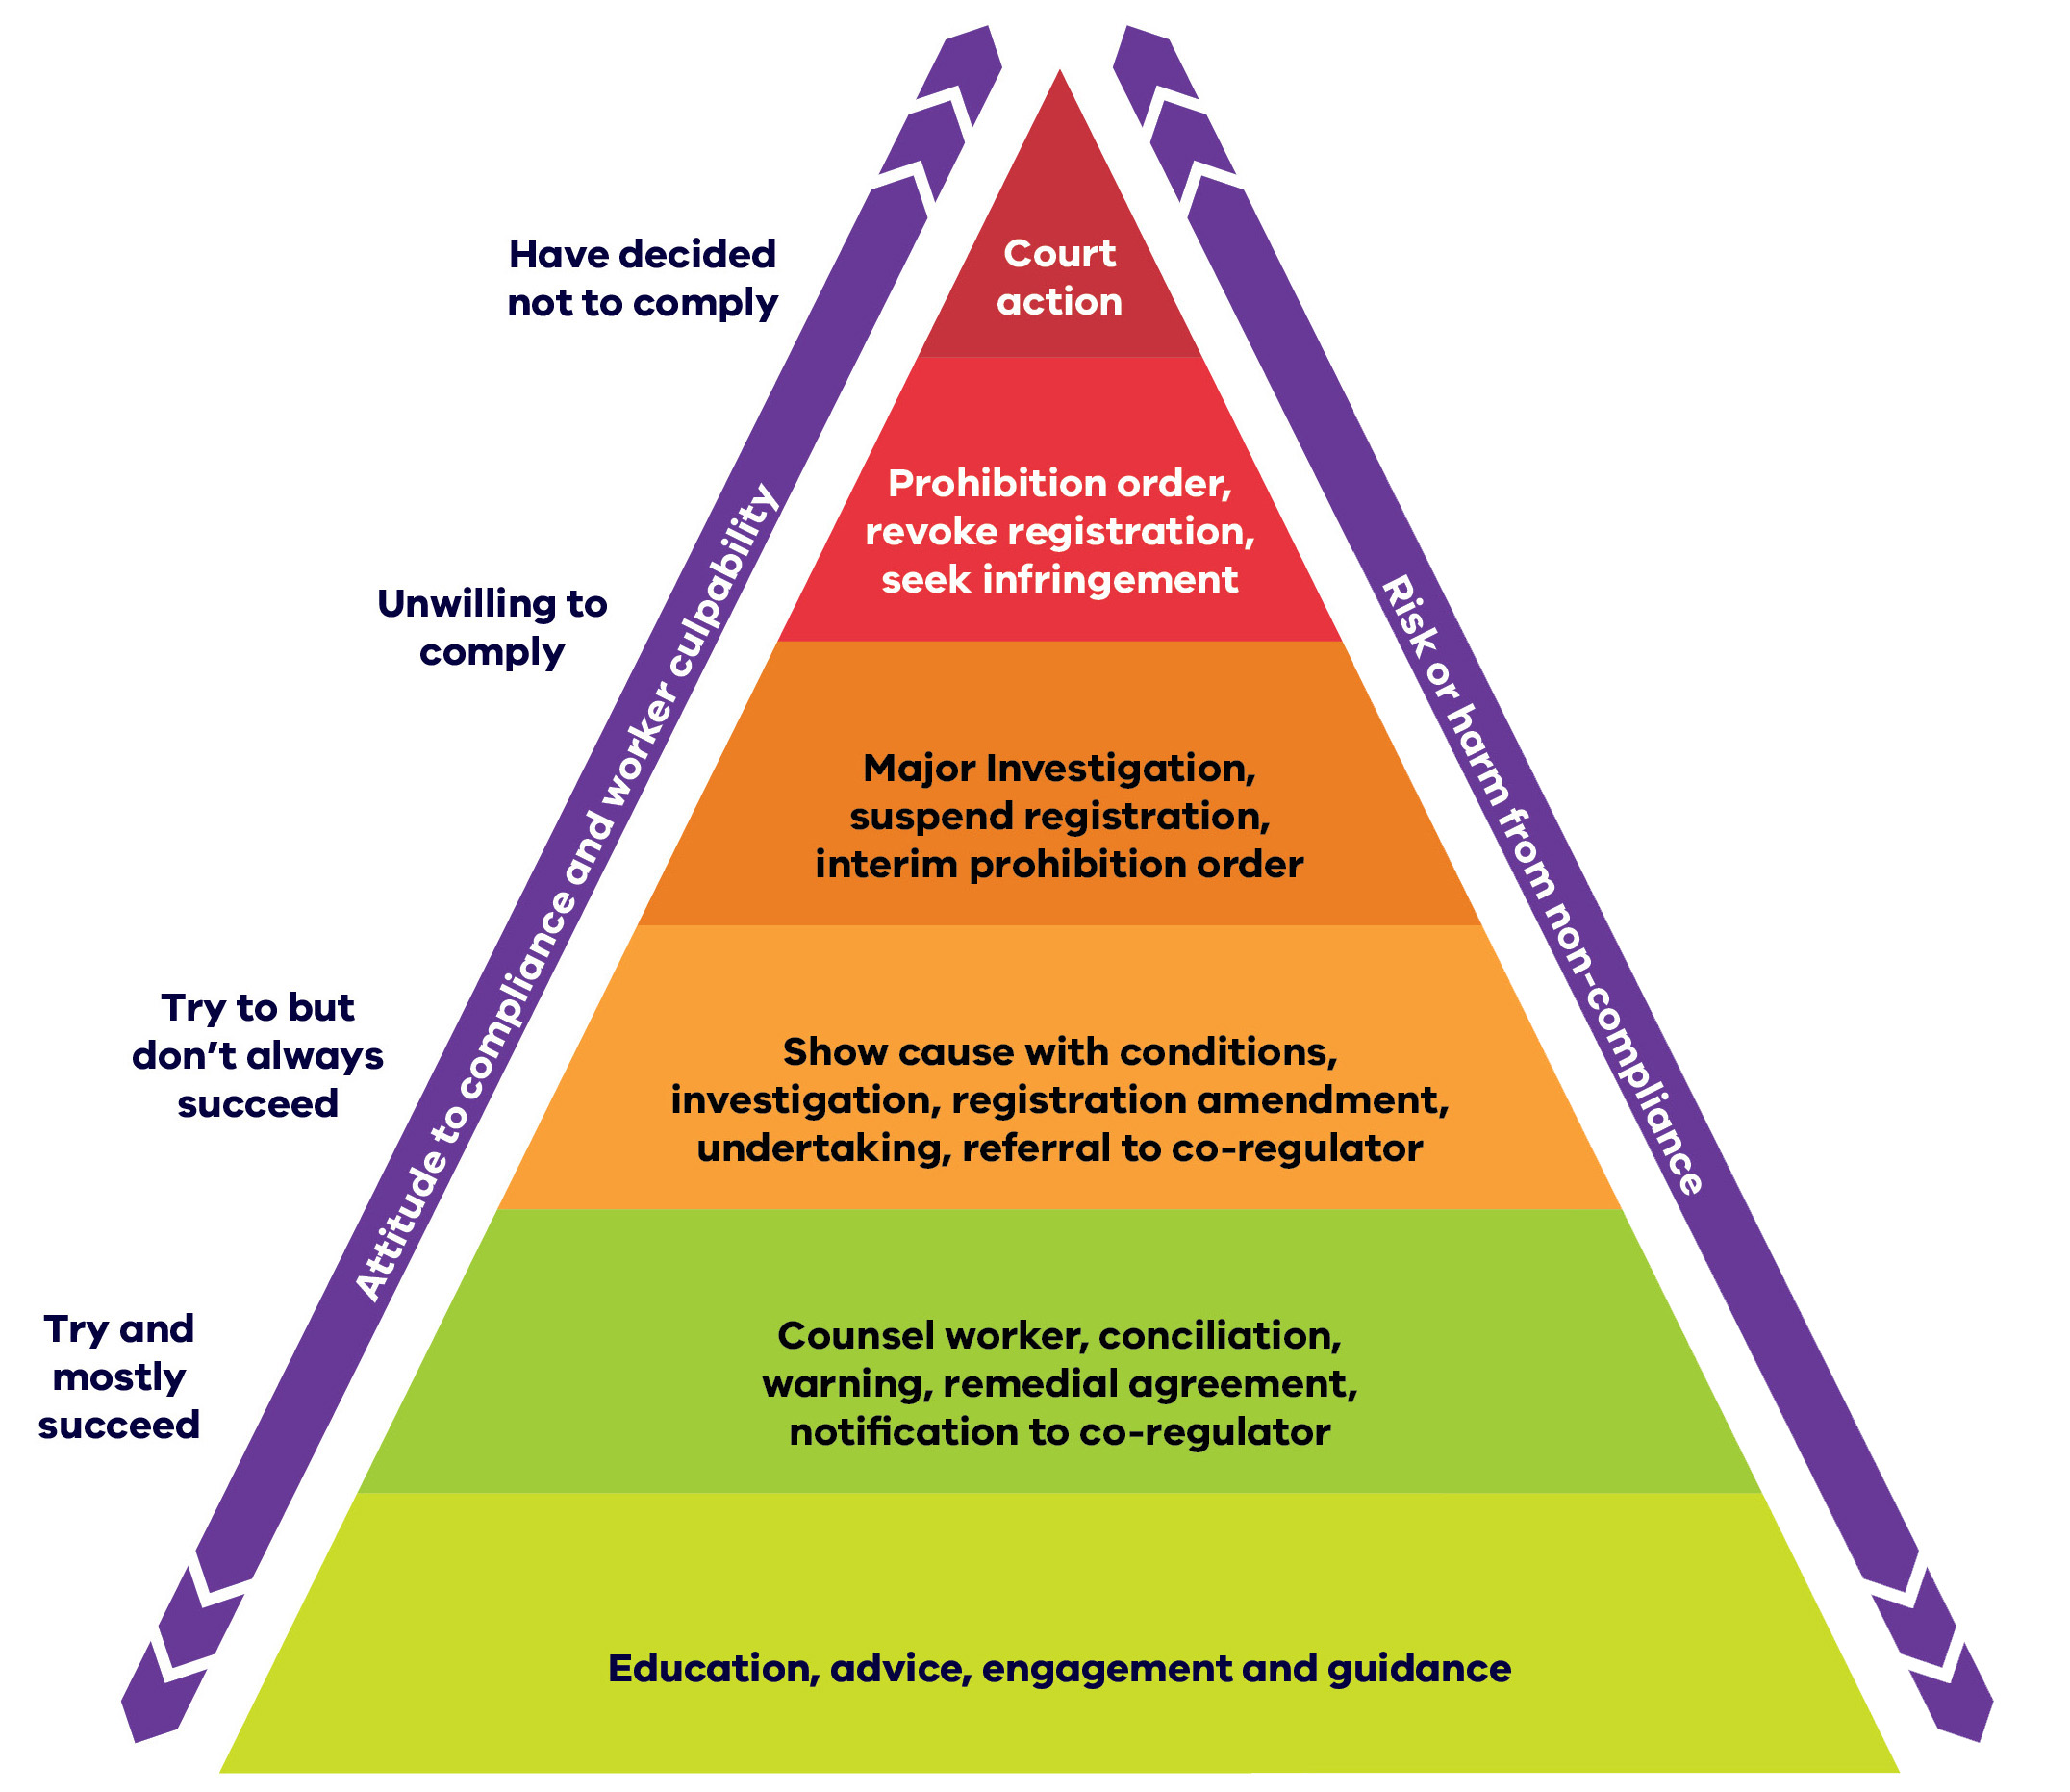 Have decided
not to comply
Court
action
Prohibition order,
revoke registration,
seek infringement
Unwilling to
comply
Attitude to compliance and worker culpability
Risk or harm from non-compliance
Major Investigation,
suspend registration,
interim prohibition order
Try to but
don’t always
succeed
Show cause with conditions,
investigation, registration amendment,
undertaking, referral to co-regulator
Try and
mostly
succeed
Counsel worker, conciliation,
warning, remedial agreement,
notification to co-regulator
Education, advice, engagement and guidance